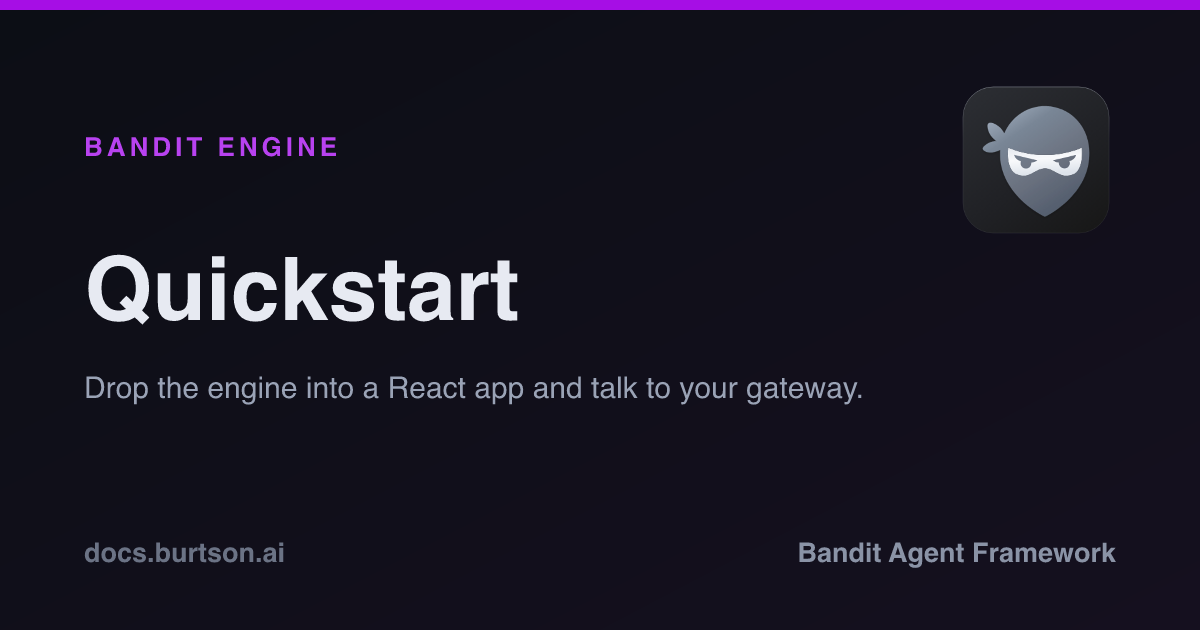 BANDIT ENGINE
Quickstart
Drop the engine into a React app and talk to your gateway.
docs.burtson.ai
Bandit Agent Framework